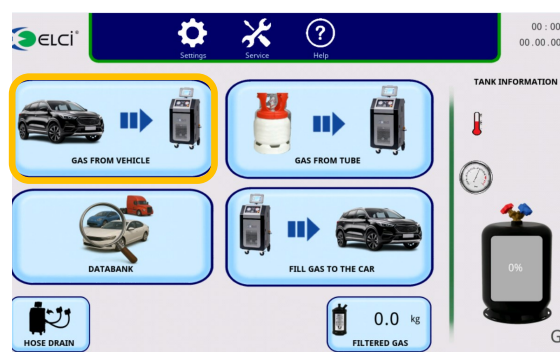 ELCi®
Settings
Service
Help
00 : 00
00 . 00 . 00
TANK INFORMATION
GAS FROM VEHICLE
GAS FROM TUBE
DATABANK
FILL GAS TO THE CAR
0%
HOSE DRAIN
0.0 kg
FILTERED GAS
G